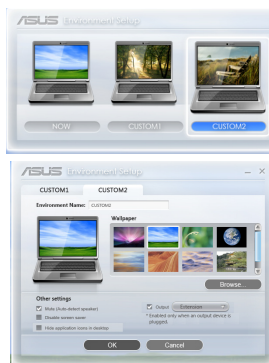 ASUS Environment Setup
NOW
CUSTOM1
CUSTOM2
ASUS Environment Setup
CUSTOM1
CUSTOM2
Environment Name: CUSTOM2
Wallpaper
Browse...
Other settings
Mute (Auto-detect speaker)
Disable screen saver
Hide application icons in desktop
Output
Extension
* Enabled only when an output device is
plugged.
OK
Cancel